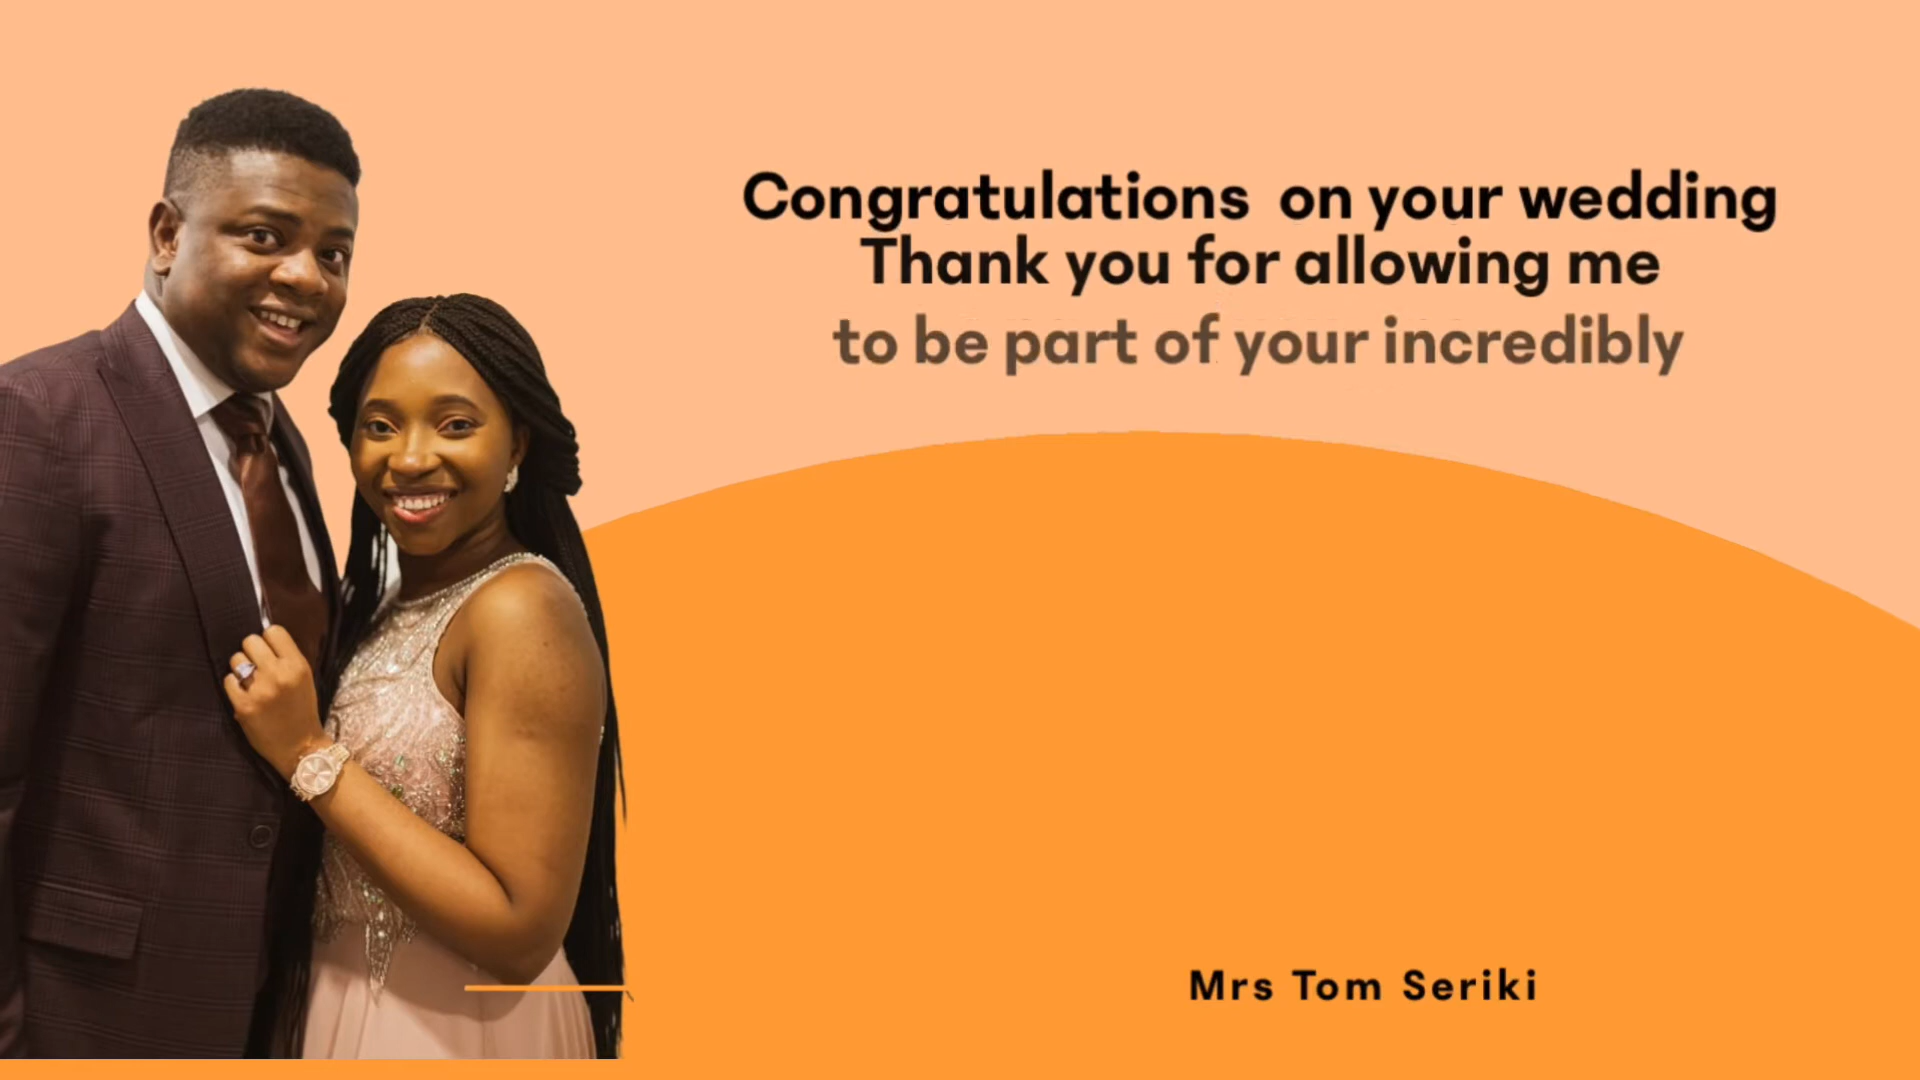 Congratulations on your wedding
Thank you for allowing me
to be part of your incredibly
Mrs Tom Seriki